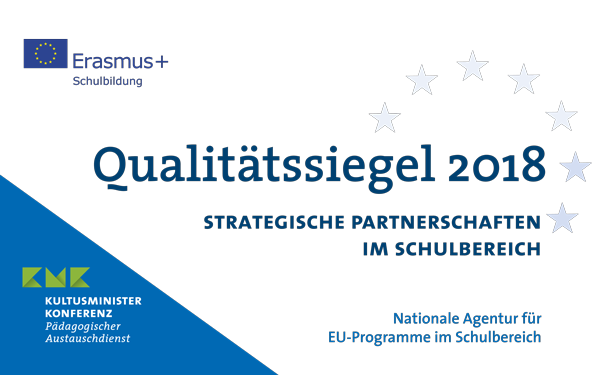 Erasmus+
Schulbildung
Qualitätssiegel 2018
STRATEGISCHE PARTNERSCHAFTEN
IM SCHULBEREICH
KMK
KULTUSMINISTER
KONFERENZ
Pädagogischer
Austauschdienst
Nationale Agentur für
EU-Programme im Schulbereich